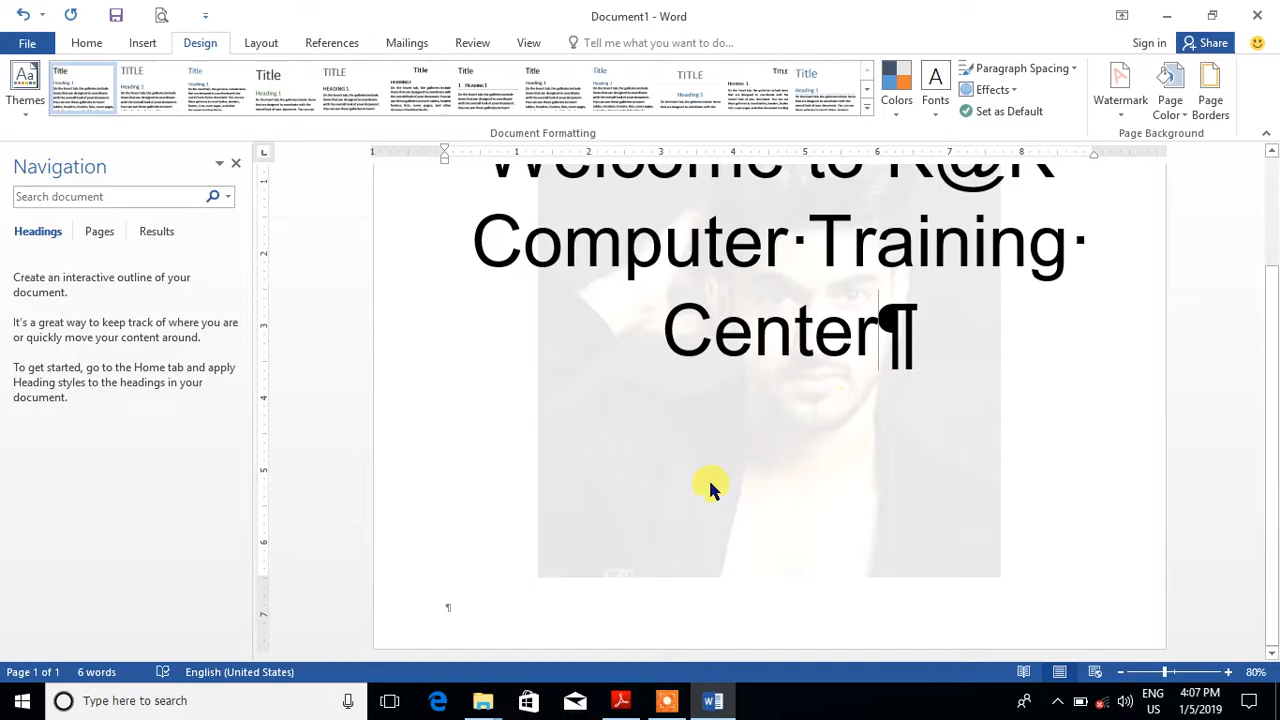 Document1 - Word
File
Home
Insert
Design
Layout
References
Mailings
Review
View
Tell me what you want to do...
Sign in
Share
Themes
Colors
Fonts
Paragraph Spacing
Effects
Set as Default
Watermark
Page Color
Page Borders
Document Formatting
Page Background
Navigation
Search document
Headings
Pages
Results
Create an interactive outline of your
document.
It's a great way to keep track of where you are
or quickly move your content around.
To get started, go to the Home tab and apply
Heading styles to the headings in your
document.
Welcome to R@R
Computer·Training·
Center¶
¶
Page 1 of 1
6 words
English (United States)
80%
Type here to search
ENG
US
4:07 PM
1/5/2019